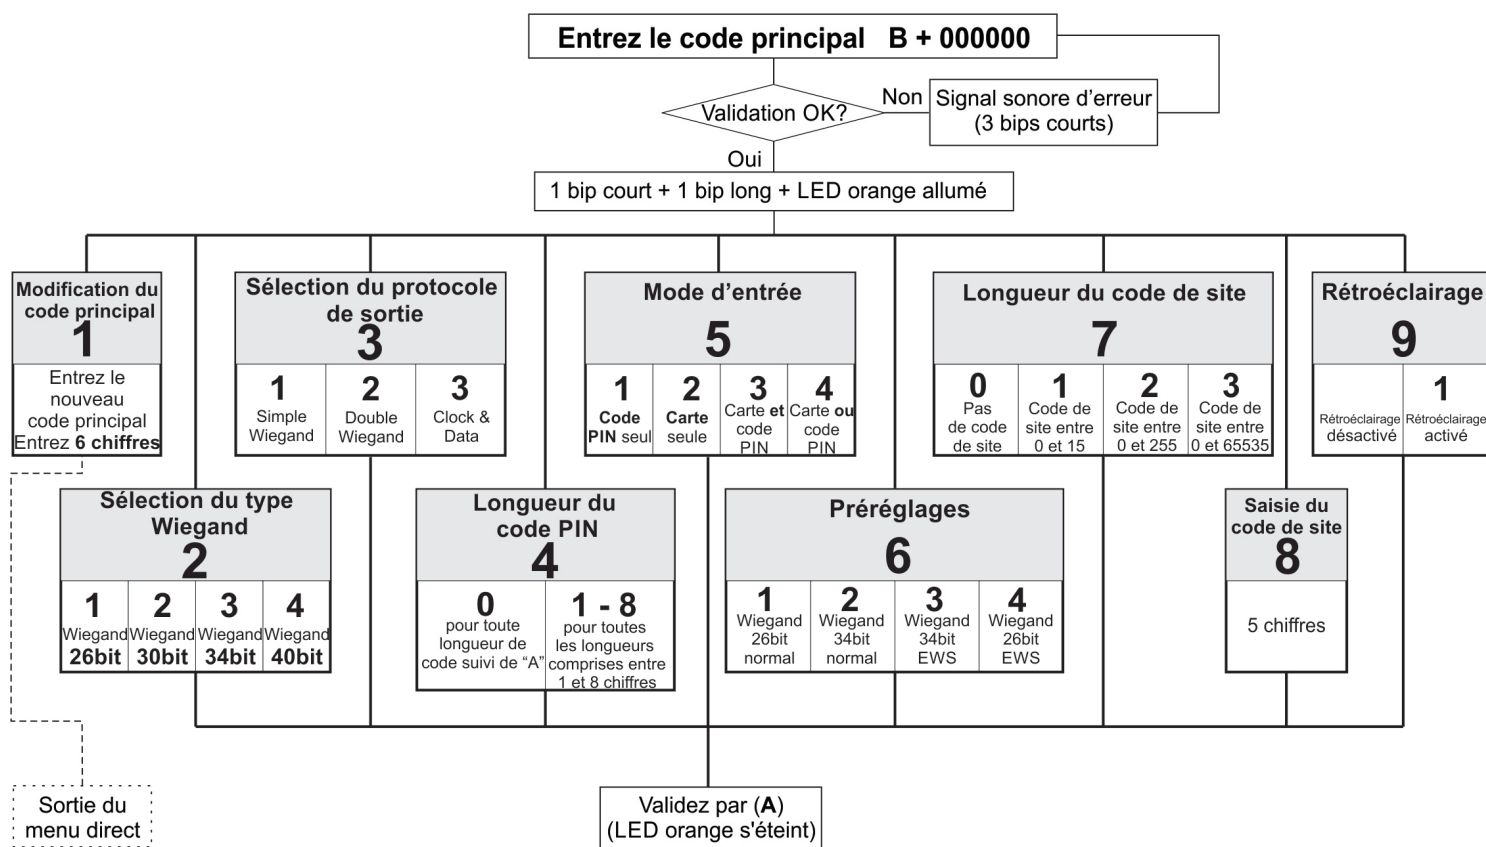 Entrez le code principal B + 000000
Validation OK?
Non
Signal sonore d'erreur
(3 bips courts)
Oui
1 bip court + 1 bip long + LED orange allumé
Modification du
code principal
1
Entrez le
nouveau
code principal
Entrez 6 chiffres
Sélection du protocole
de sortie
3
1
Simple
Wiegand
2
Double
Wiegand
3
Clock &
Data
Mode d'entrée
5
1
Code
PIN seul
2
Carte
seule
3
Carte et
code
PIN
4
Carte ou
code
PIN
Longueur du code de site
7
0
Pas
de code
de site
1
Code de
site entre
0 et 15
2
Code de
site entre
0 et 255
3
Code de
site entre
0 et 65535
Rétroéclairage
9
Rétroéclairage
désactivé
1
Rétroéclairage
activé
Sélection du type
Wiegand
2
1
Wiegand
26bit
2
Wiegand
30bit
3
Wiegand
34bit
4
Wiegand
40bit
Longueur du
code PIN
4
0
pour toute
longueur de
code suivi de “A”
1 - 8
pour toutes
les longueurs
comprises entre
1 et 8 chiffres
Préréglages
6
1
Wiegand
26bit
normal
2
Wiegand
34bit
normal
3
Wiegand
34bit
EWS
4
Wiegand
26bit
EWS
Saisie du
code de site
8
5 chiffres
Sortie du
menu direct
Validez par (A)
(LED orange s'éteint)